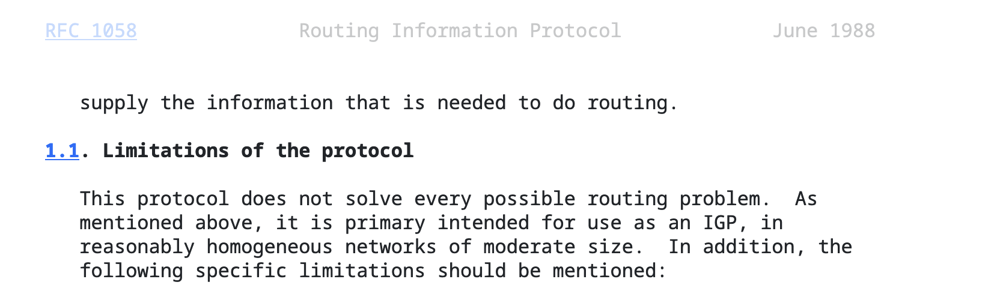 RFC 1058 Routing Information Protocol June 1988
supply the information that is needed to do routing.
1.1. Limitations of the protocol
This protocol does not solve every possible routing problem.  As
mentioned above, it is primary intended for use as an IGP, in
reasonably homogeneous networks of moderate size.  In addition, the
following specific limitations should be mentioned: